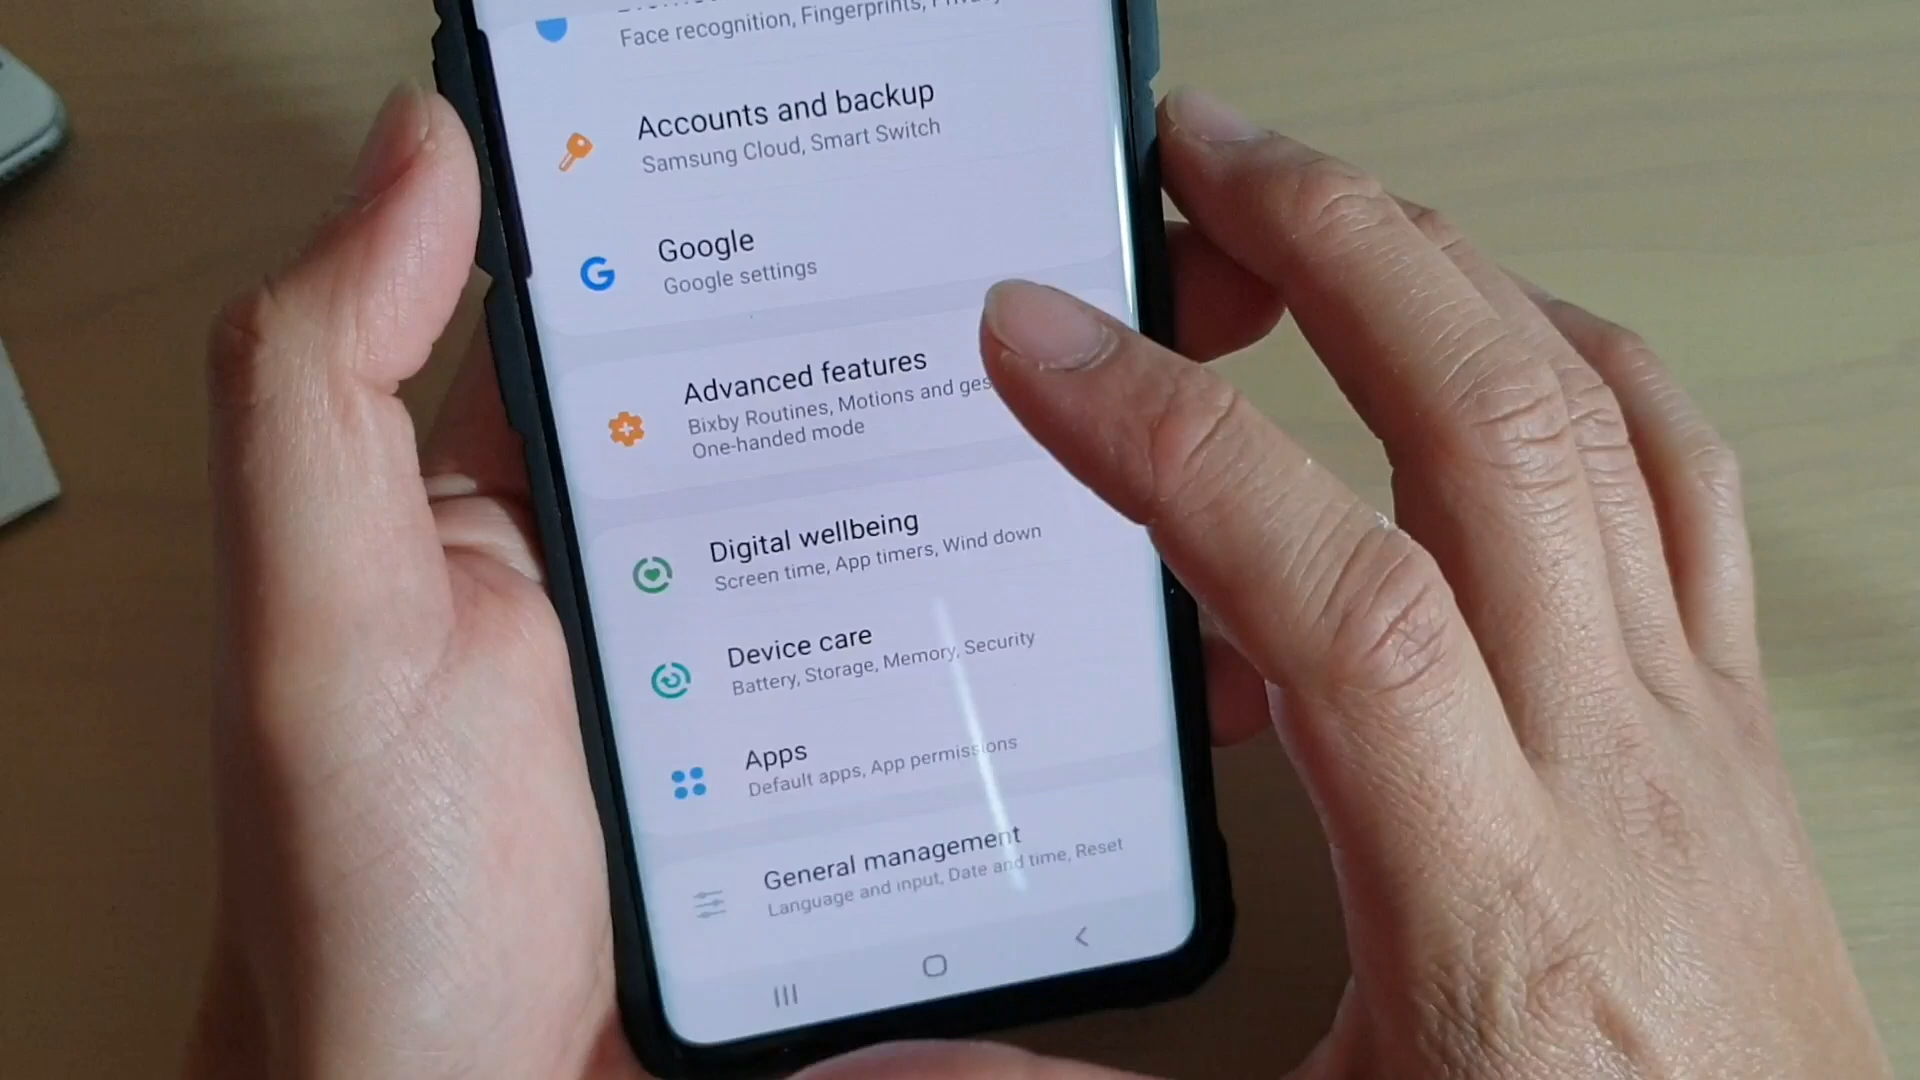 Face recognition, Fingerprints,
Accounts and backup
Samsung Cloud, Smart Switch
Google
Google settings
Advanced features
Bixby Routines, Motions and ges
One-handed mode
Digital wellbeing
Screen time, App timers, Wind down
Device care
Battery, Storage, Memory, Security
Apps
Default apps, App permissions
General management
Language and input, Date and time, Reset